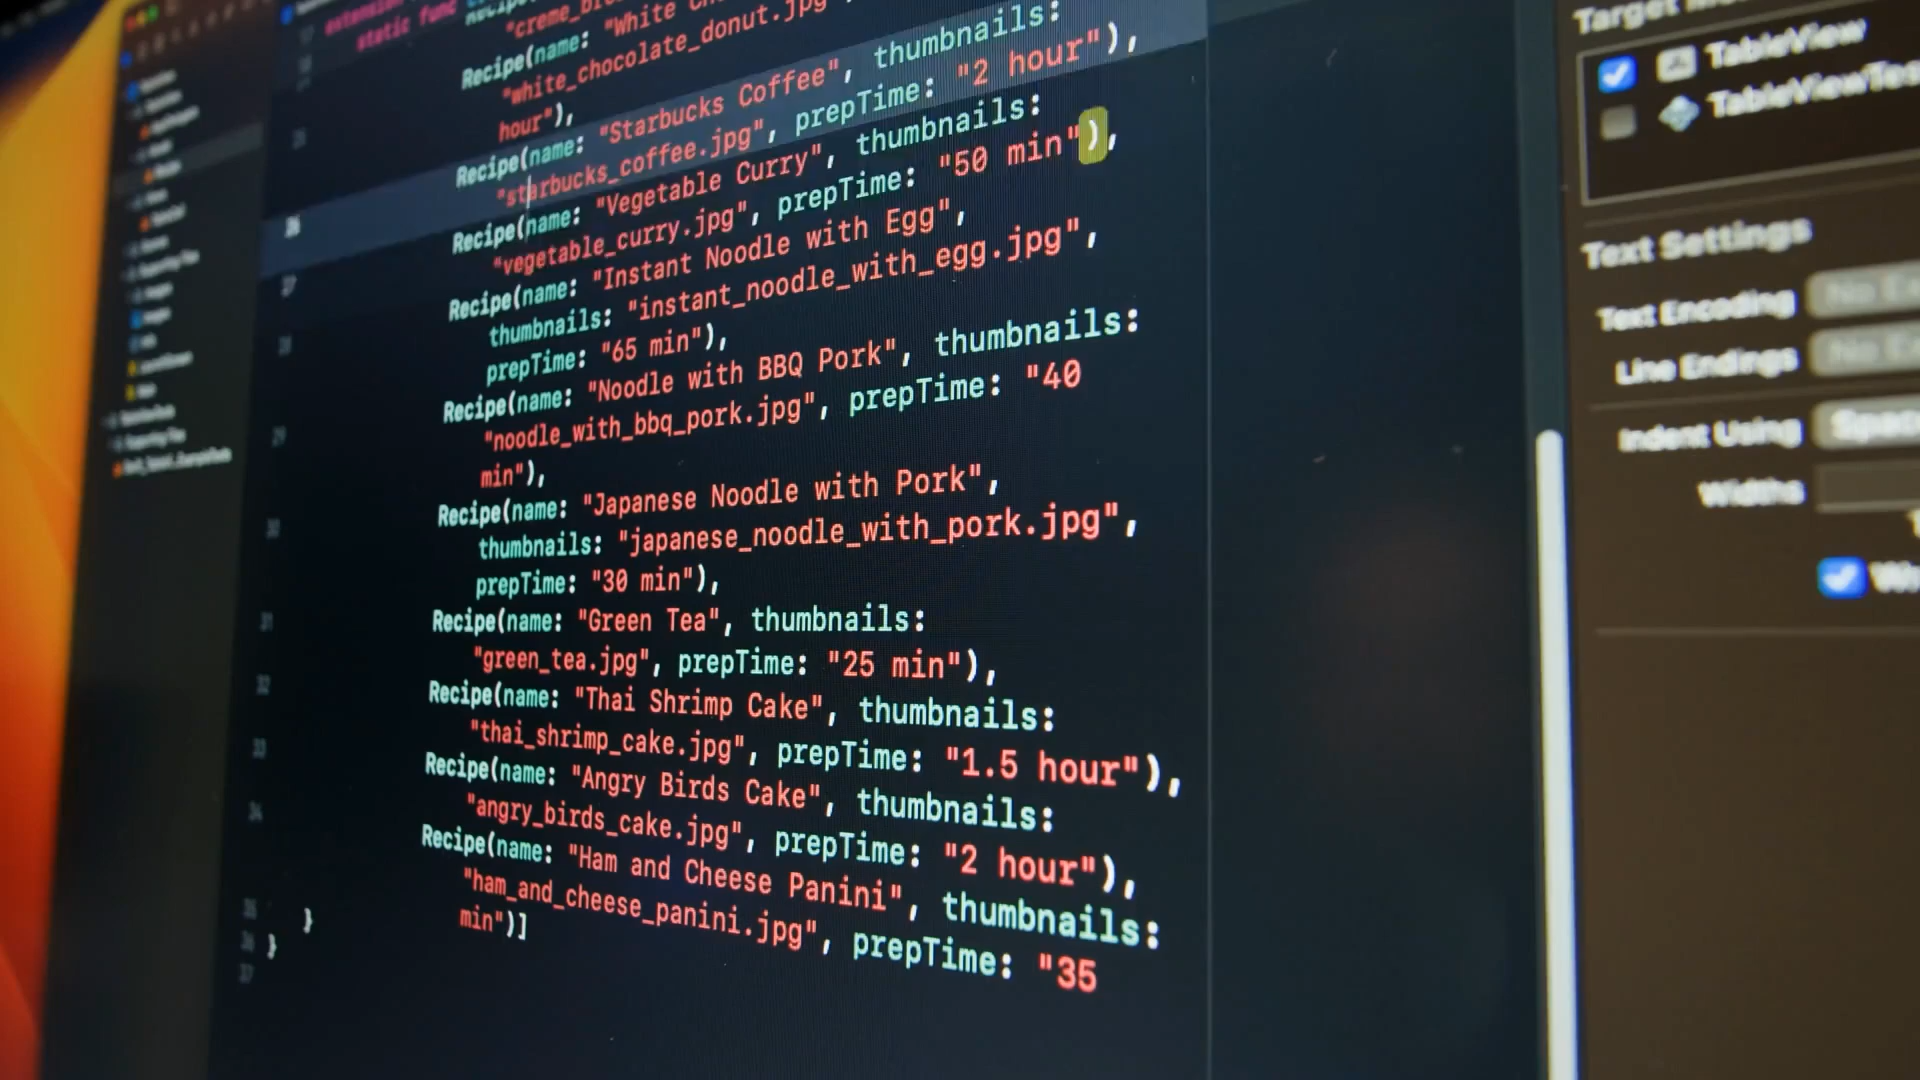 extension
static func
Recipe
"creme_
Recipe(name: "White
"white_chocolate_donut.jpg
hour"),
Recipe(name: "Starbucks Coffee", thumbnails:
"starbucks_coffee.jpg", prepTime: "2 hour"),
Recipe(name: "Vegetable Curry", thumbnails:
"vegetable_curry.jpg", prepTime: "50 min"),
Recipe(name: "Instant Noodle with Egg",
thumbnails: "instant_noodle_with_egg.jpg",
prepTime: "65 min"),
Recipe(name: "Noodle with BBQ Pork", thumbnails:
"noodle_with_bbq_pork.jpg", prepTime: "40
min"),
Recipe(name: "Japanese Noodle with Pork",
thumbnails: "japanese_noodle_with_pork.jpg",
prepTime: "30 min"),
Recipe(name: "Green Tea", thumbnails:
"green_tea.jpg", prepTime: "25 min"),
Recipe(name: "Thai Shrimp Cake", thumbnails:
"thai_shrimp_cake.jpg", prepTime: "1.5 hour"),
Recipe(name: "Angry Birds Cake", thumbnails:
"angry_birds_cake.jpg", prepTime: "2 hour"),
Recipe(name: "Ham and Cheese Panini", thumbnails:
"ham_and_cheese_panini.jpg", prepTime: "35
min")]
}
}
Target
TableView
TableViewTes
Text Settings
Text Encoding
Line Endings
Indent Using
Widths